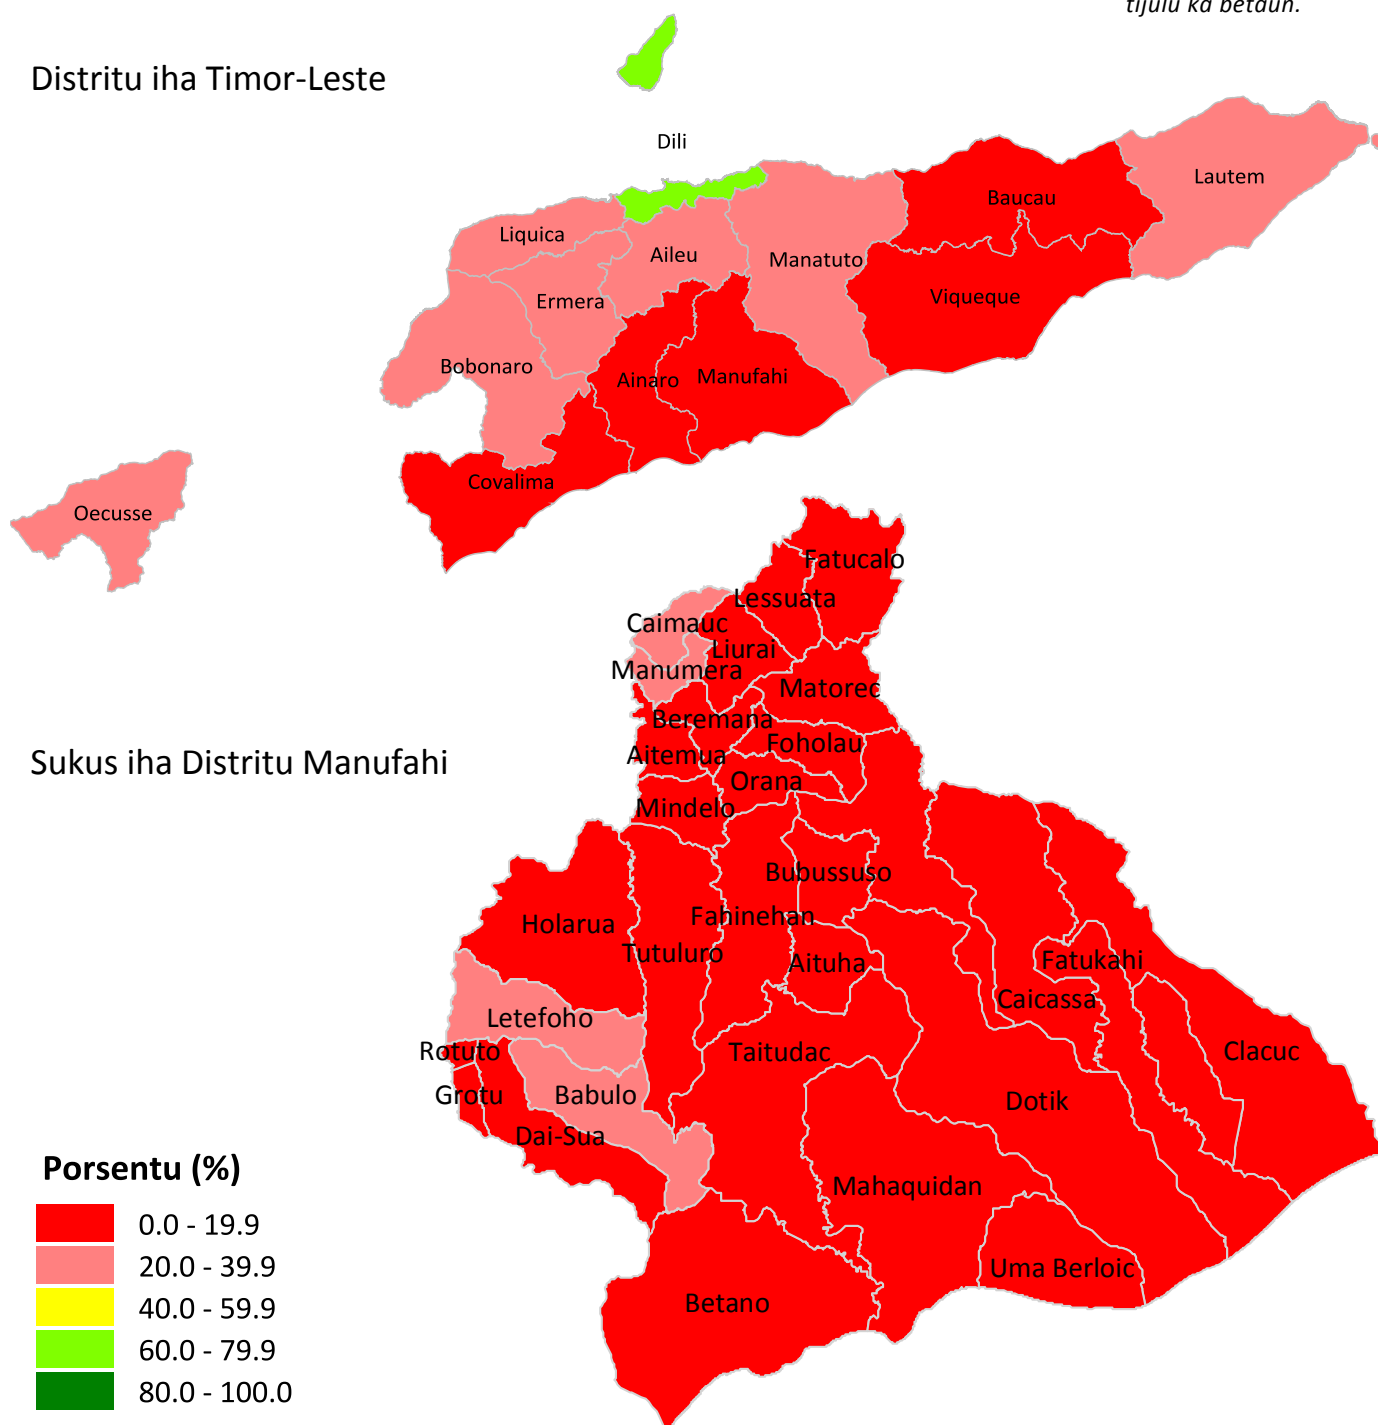 tijulu ka betaun.
Distritu iha Timor-Leste
Dili
Lautem
Baucau
Liquica
Aileu
Manatuto
Viqueque
Ermera
Bobonaro
Ainaro
Manufahi
Covalima
Oecusse
Fatucalo
Lessuata
Caimauc
Liurai
Manumera
Matorec
Beremana
Foholau
Aitemua
Sukus iha Distritu Manufahi
Orana
Mindelo
Bubussuso
Fahinehan
Holarua
Tutuluro
Aituha
Fatukahi
Caicassa
Letefoho
Rotuto
Taitudac
Clacuc
Grotu
Babulo
Dotik
Dai-Sua
Porsentu (%)
Mahaquidan
0.0 - 19.9
20.0 - 39.9
Uma Berloic
40.0 - 59.9
Betano
60.0 - 79.9
80.0 - 100.0